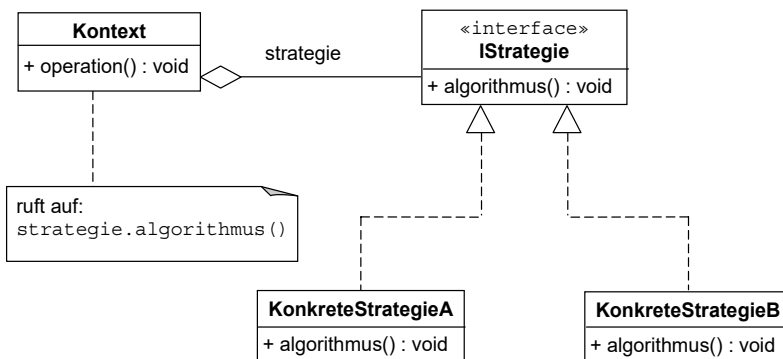 Kontext
+ operation() : void
strategie
«interface»
IStrategie
+ algorithmus() : void
ruft auf:
strategie.algorithmus()
KonkreteStrategieA
+ algorithmus() : void
KonkreteStrategieB
+ algorithmus() : void